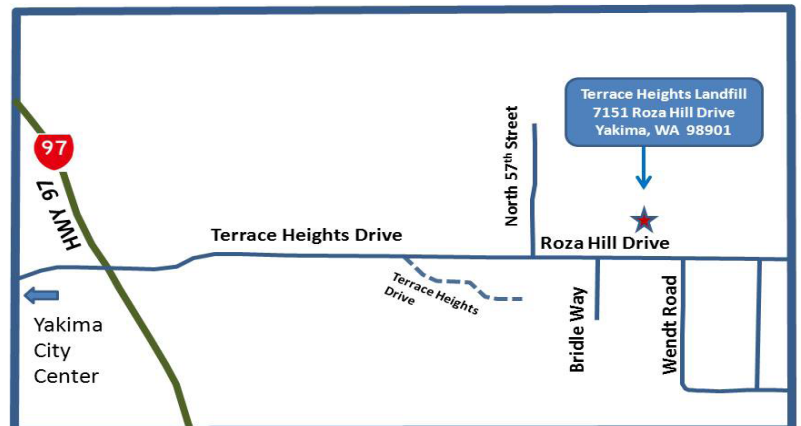 Terrace Heights Landfill
7151 Roza Hill Drive
Yakima, WA 98901
97
HWY 97
North 57th Street
Terrace Heights Drive
Roza Hill Drive
Terrace Heights
Drive
Bridle Way
Wendt Road
Yakima
City
Center